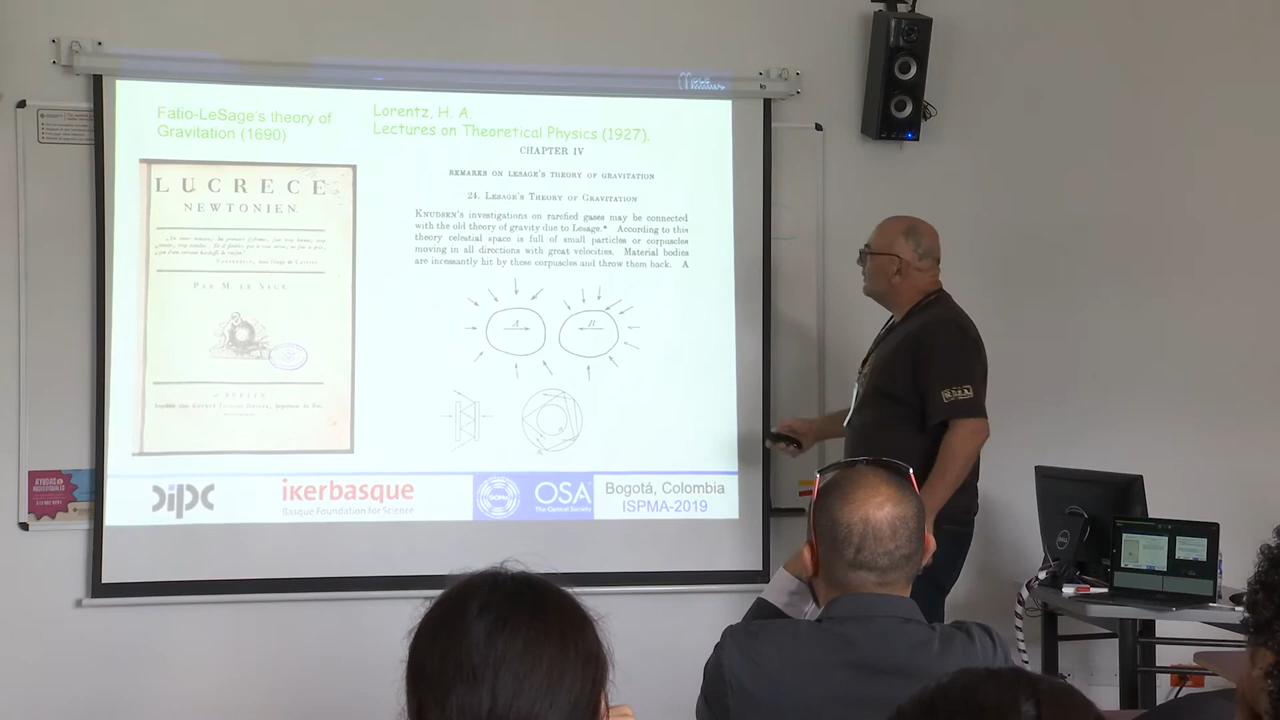 Fatio-LeSage's theory of
Gravitation (1690)
Lorentz, H. A.
Lectures on Theoretical Physics (1927).
CHAPTER IV
REMARKS ON LESAGE'S THEORY OF GRAVITATION
24. LESAGE'S THEORY OF GRAVITATION
KNUDSEN's investigations on rarefied gases may be connected
with the old theory of gravity due to Lesage.* According to this
theory celestial space is full of small particles or corpuscles
moving in all directions with great velocities. Material bodies
are incessantly hit by these corpuscles and throw them back. A
LUCRECE
NEWTONIEN.
PAR M. LE SAGE.
A BERLIN
A
B
dipc
ikerbasque
Basque Foundation for Science
OSA
The Optical Society
Bogotá, Colombia
ISPMA-2019
DELL